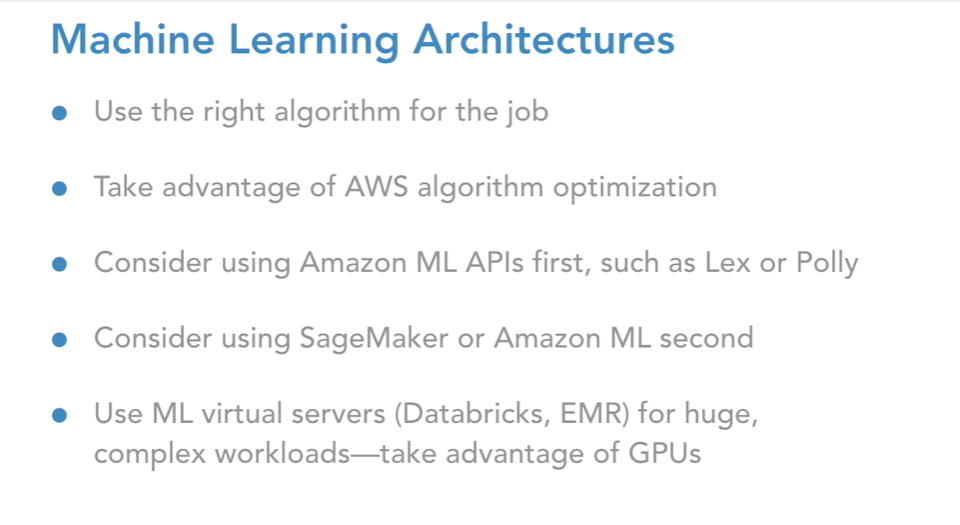 Machine Learning Architectures
● Use the right algorithm for the job
● Take advantage of AWS algorithm optimization
● Consider using Amazon ML APIs first, such as Lex or Polly
● Consider using SageMaker or Amazon ML second
● Use ML virtual servers (Databricks, EMR) for huge,
complex workloads—take advantage of GPUs